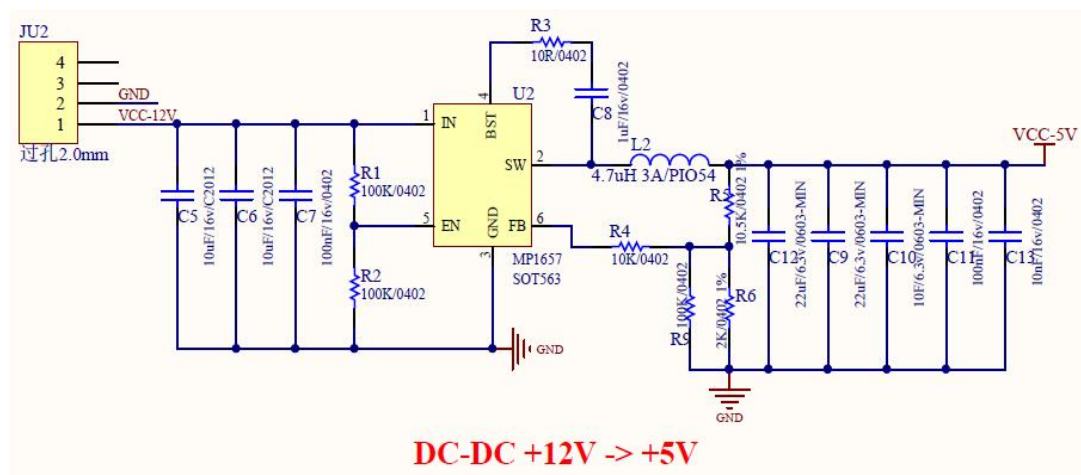 JU2
4
3
2
1
GND
VCC-12V
过孔2.0mm
C5
10uF/16v/C2012
C6
10uF/16v/C2012
C7
100nF/16v/0402
R1
100K/0402
R2
100K/0402
R3
10R/0402
C8
1uF/16v/0402
U2
4
BST
1
IN
SW
2
5
EN
GND
3
FB
6
MP1657
SOT563
GND
L2
4.7uH 3A/PIO54
R4
10K/0402
R5
10.5K/0402 1%
R9
100K/0402
R6
2K/0402 1%
C12
22uF/6.3v/0603-MIN
C9
22uF/6.3v/0603-MIN
C10
10F/6.3v/0603-MIN
C11
100nF/16v/0402
C13
10nF/16v/0402
VCC-5V
GND
DC-DC +12V -> +5V